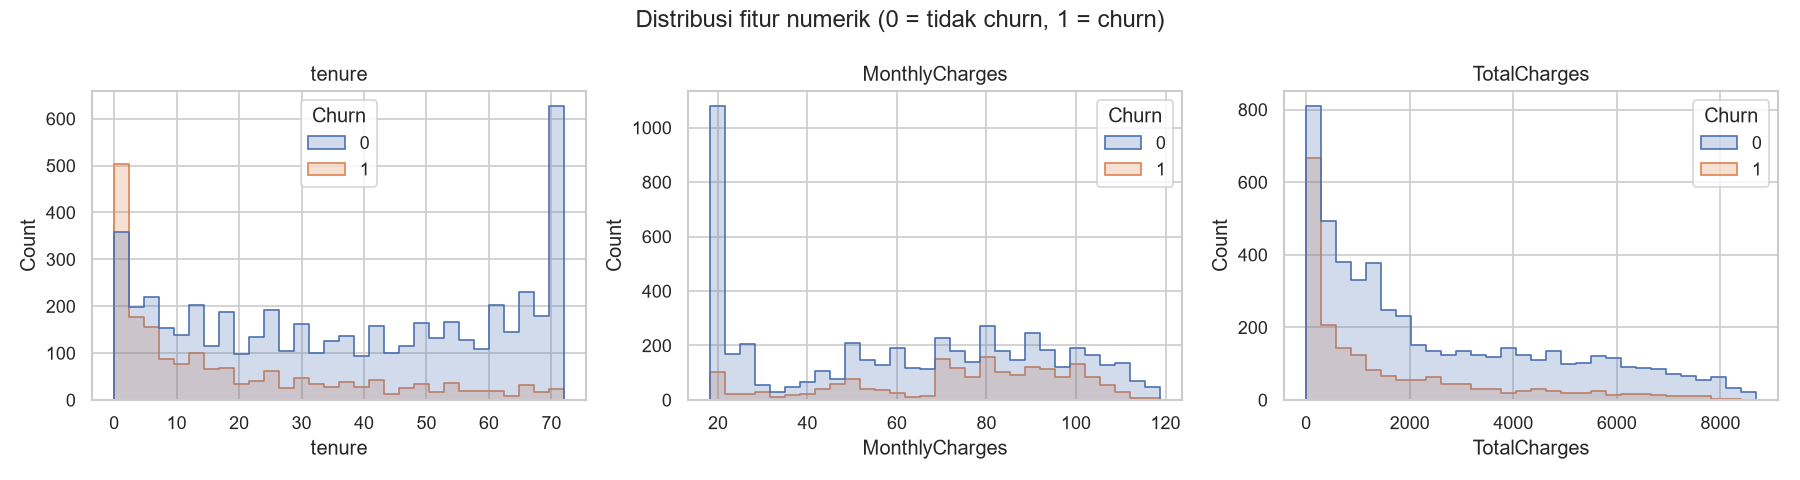 Distribusi fitur numerik (0 = tidak churn, 1 = churn)
tenure
Count
600
500
400
300
200
100
0
Churn
0
1
0 10 20 30 40 50 60 70
tenure
MonthlyCharges
Count
1000
800
600
400
200
0
Churn
0
1
20 40 60 80 100 120
MonthlyCharges
TotalCharges
Count
800
600
400
200
0
Churn
0
1
0 2000 4000 6000 8000
TotalCharges